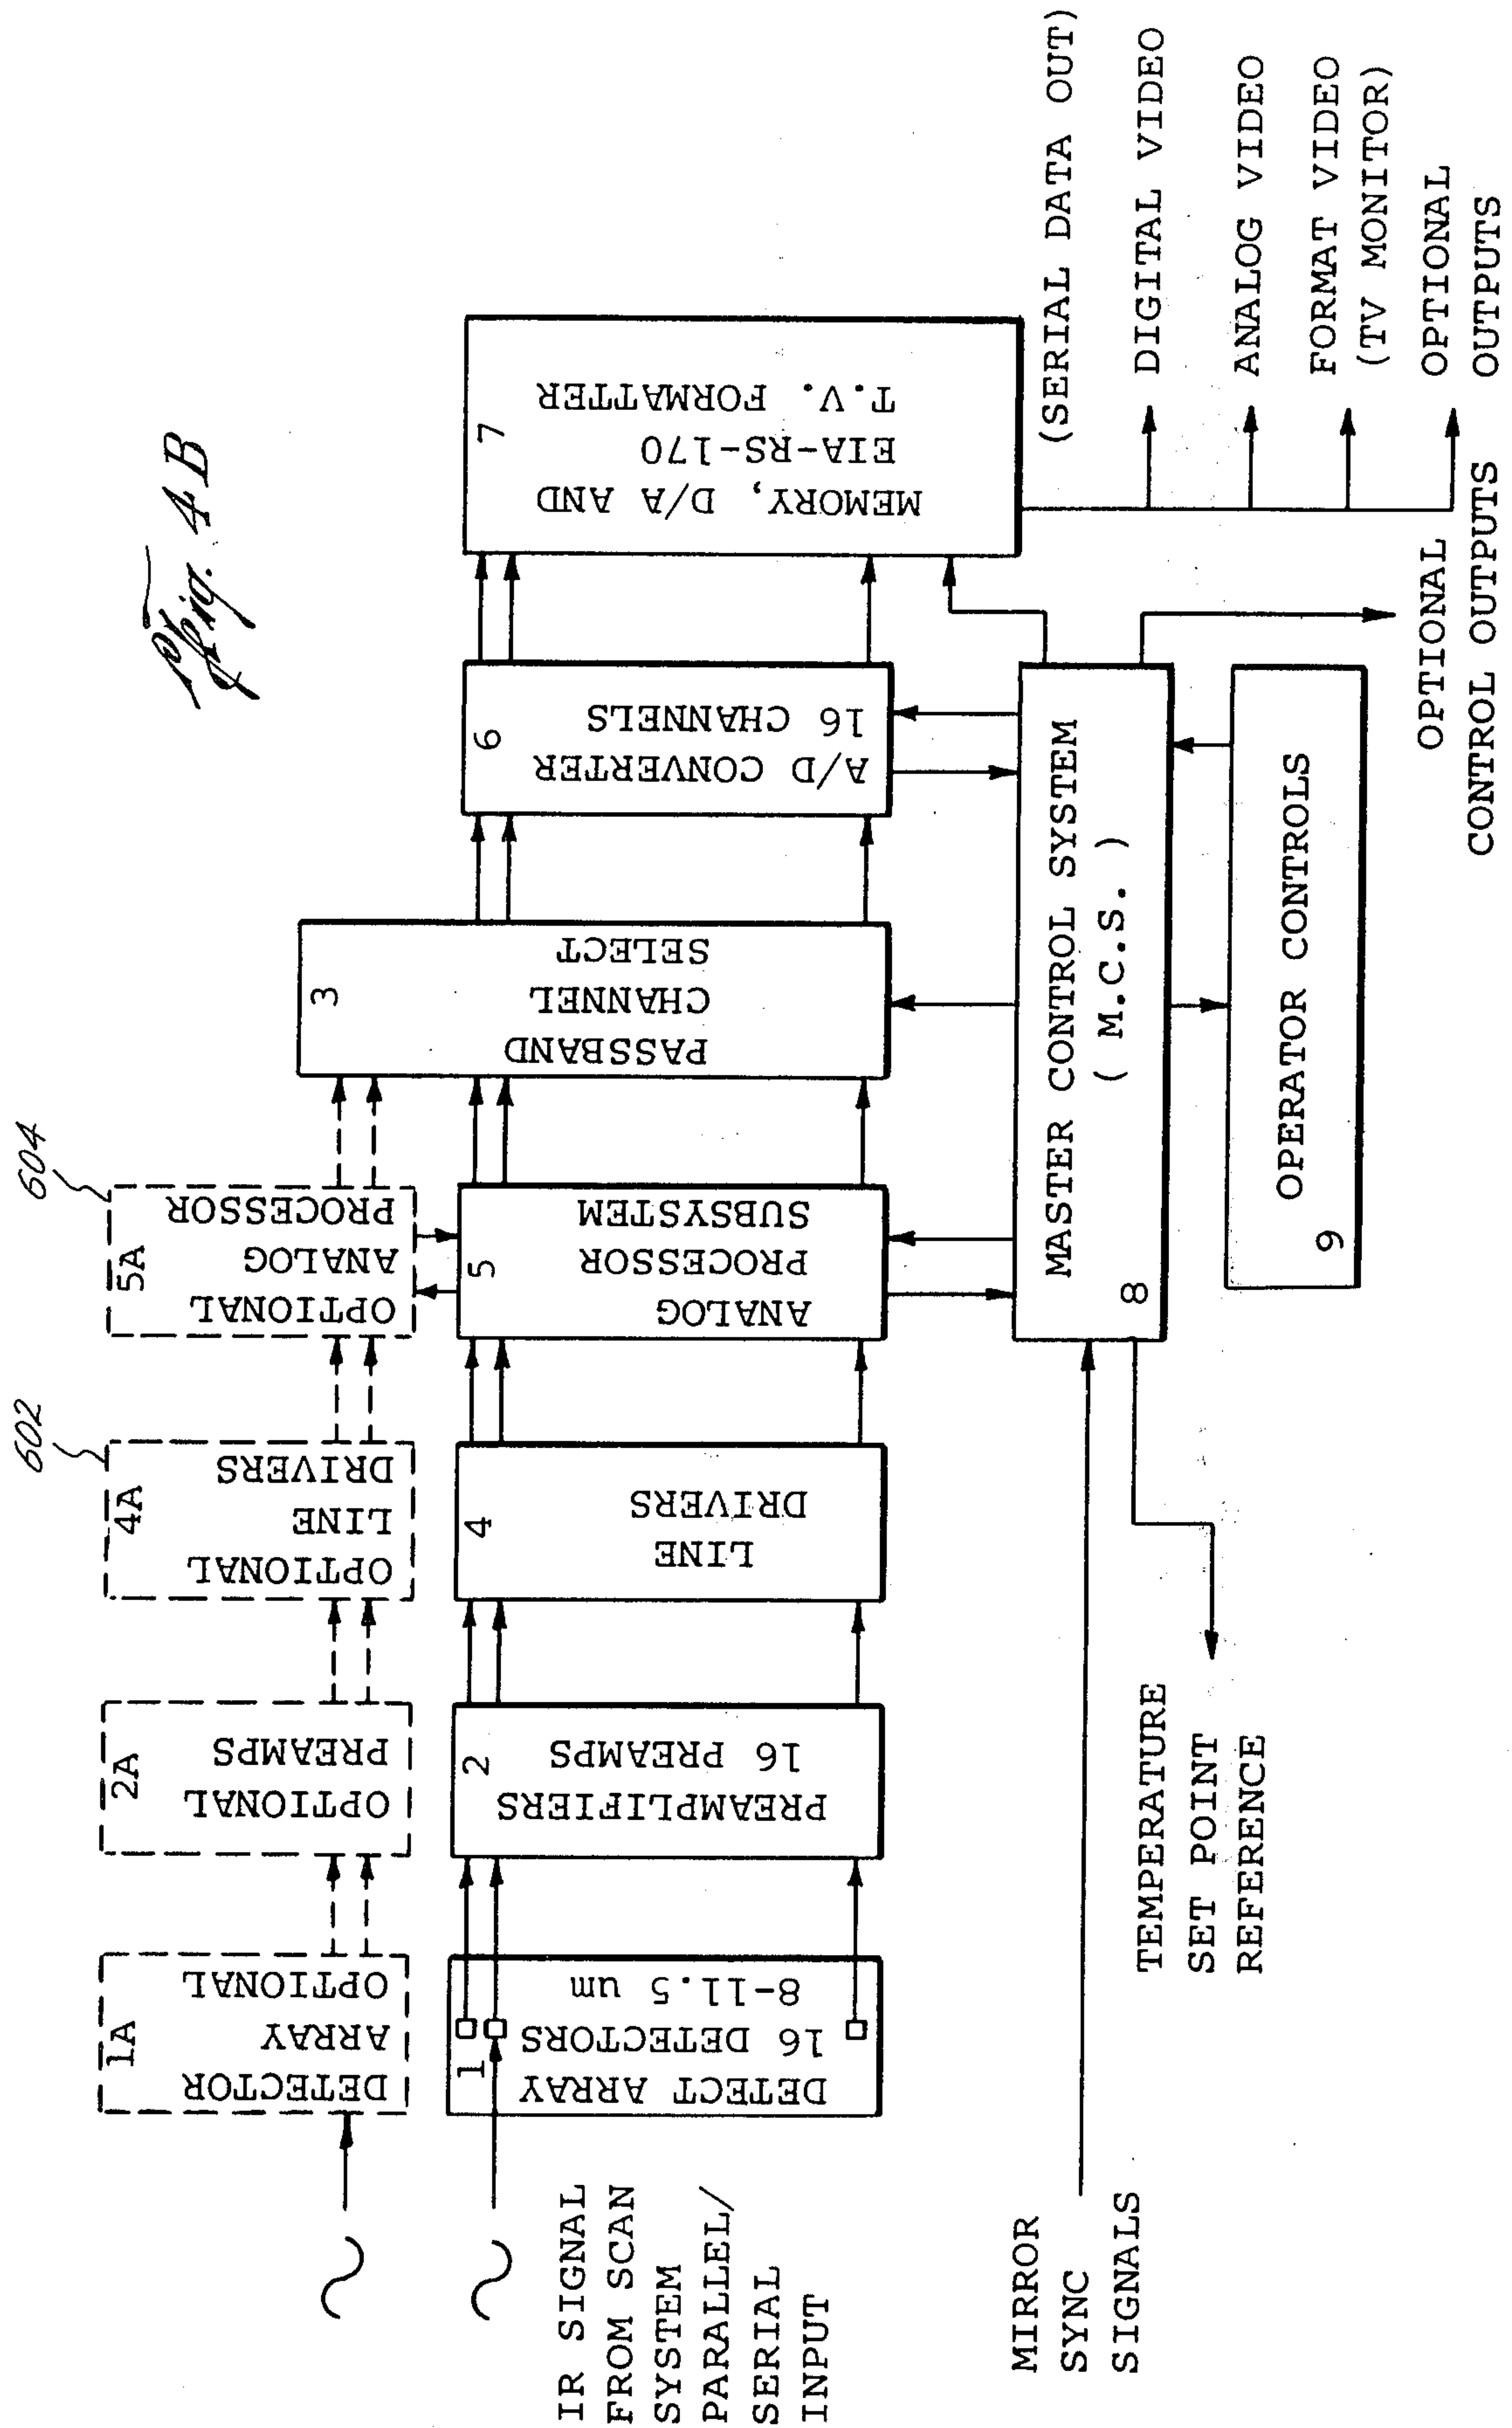 Fig. 4B
604
602
1A
DETECTOR
ARRAY
OPTIONAL
2A
OPTIONAL
PREAMPS
4A
OPTIONAL
LINE
DRIVERS
5A
OPTIONAL
ANALOG
PROCESSOR
1
DETECT ARRAY
16 DETECTORS
8-11.5 um
2
PREAMPLIFIERS
16 PREAMPS
4
LINE
DRIVERS
5
ANALOG
PROCESSOR
SUBSYSTEM
3
PASSBAND
CHANNEL
SELECT
6
A/D CONVERTER
16 CHANNELS
7
MEMORY, D/A AND
EIA-RS-170
T.V. FORMATTER
IR SIGNAL
FROM SCAN
SYSTEM
PARALLEL/
SERIAL
INPUT
MIRROR
SYNC
SIGNALS
TEMPERATURE
SET POINT
REFERENCE
MASTER CONTROL SYSTEM
( M.C.S. )
8
OPERATOR CONTROLS
9
(SERIAL DATA OUT)
DIGITAL VIDEO
ANALOG VIDEO
FORMAT VIDEO
(TV MONITOR)
OPTIONAL
OUTPUTS
OPTIONAL
CONTROL OUTPUTS